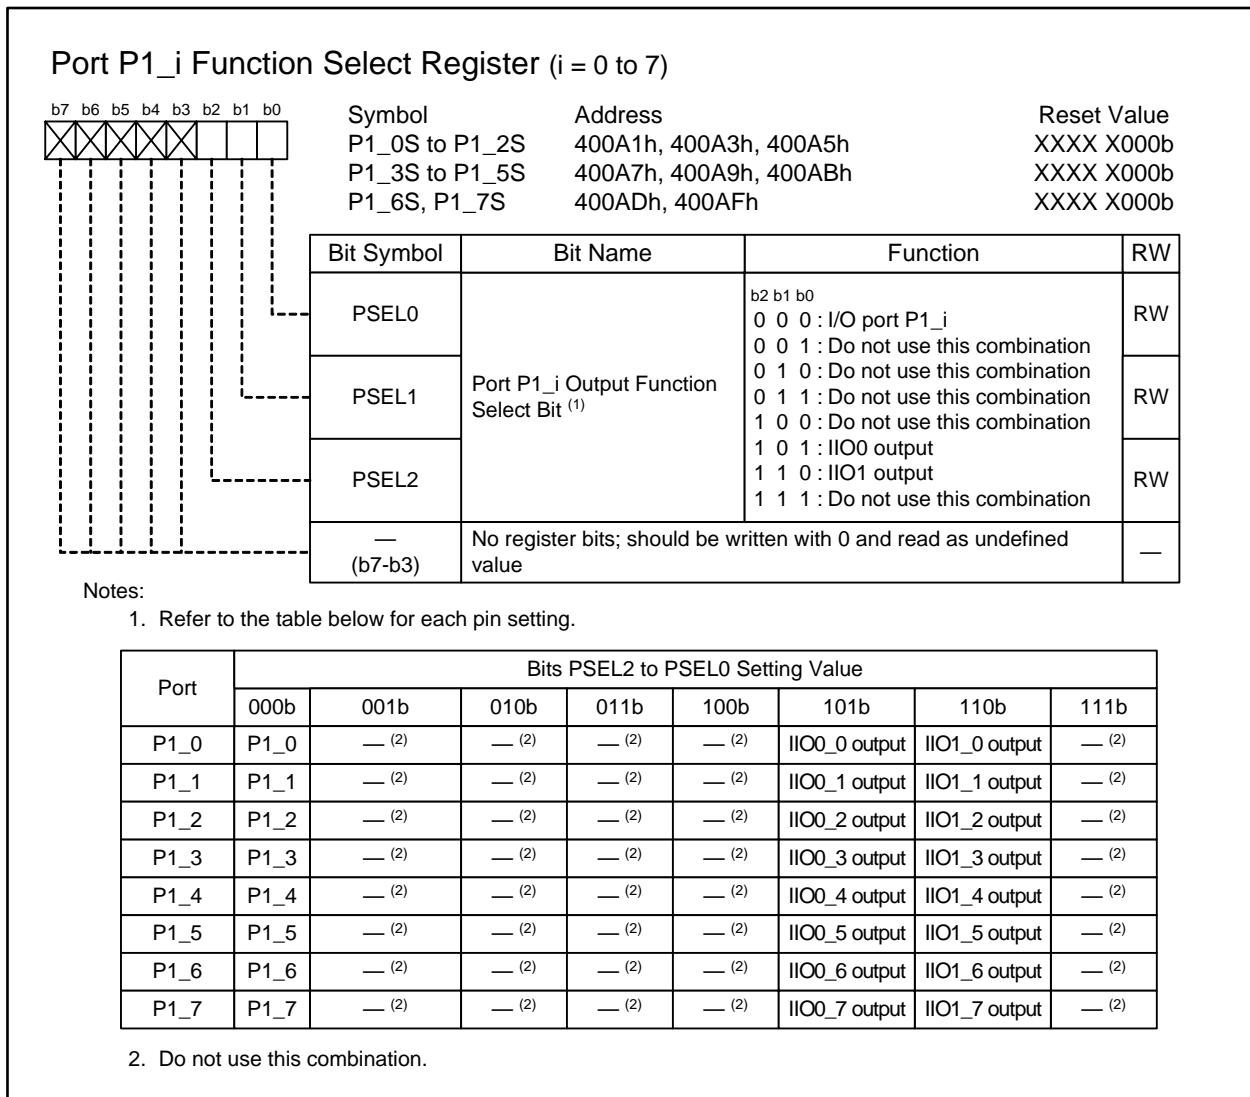 Port P1_i Function Select Register (i = 0 to 7)
b7 b6 b5 b4 b3 b2 b1 b0
Symbol Address Reset Value
P1_0S to P1_2S 400A1h, 400A3h, 400A5h XXXX X000b
P1_3S to P1_5S 400A7h, 400A9h, 400ABh XXXX X000b
P1_6S, P1_7S 400ADh, 400AFh XXXX X000b
Bit Symbol Bit Name Function RW
PSEL0 RW
PSEL1 RW
PSEL2 RW
Port P1_i Output Function
Select Bit (1)
b2 b1 b0
0 0 0 : I/O port P1_i
0 0 1 : Do not use this combination
0 1 0 : Do not use this combination
0 1 1 : Do not use this combination
1 0 0 : Do not use this combination
1 0 1 : IIO0 output
1 1 0 : IIO1 output
1 1 1 : Do not use this combination
—
(b7-b3)
No register bits; should be written with 0 and read as undefined
value
—
Notes:
1. Refer to the table below for each pin setting.
Port Bits PSEL2 to PSEL0 Setting Value
000b 001b 010b 011b 100b 101b 110b 111b
P1_0 P1_0 — (2) — (2) — (2) — (2) IIO0_0 output IIO1_0 output — (2)
P1_1 P1_1 — (2) — (2) — (2) — (2) IIO0_1 output IIO1_1 output — (2)
P1_2 P1_2 — (2) — (2) — (2) — (2) IIO0_2 output IIO1_2 output — (2)
P1_3 P1_3 — (2) — (2) — (2) — (2) IIO0_3 output IIO1_3 output — (2)
P1_4 P1_4 — (2) — (2) — (2) — (2) IIO0_4 output IIO1_4 output — (2)
P1_5 P1_5 — (2) — (2) — (2) — (2) IIO0_5 output IIO1_5 output — (2)
P1_6 P1_6 — (2) — (2) — (2) — (2) IIO0_6 output IIO1_6 output — (2)
P1_7 P1_7 — (2) — (2) — (2) — (2) IIO0_7 output IIO1_7 output — (2)
2. Do not use this combination.